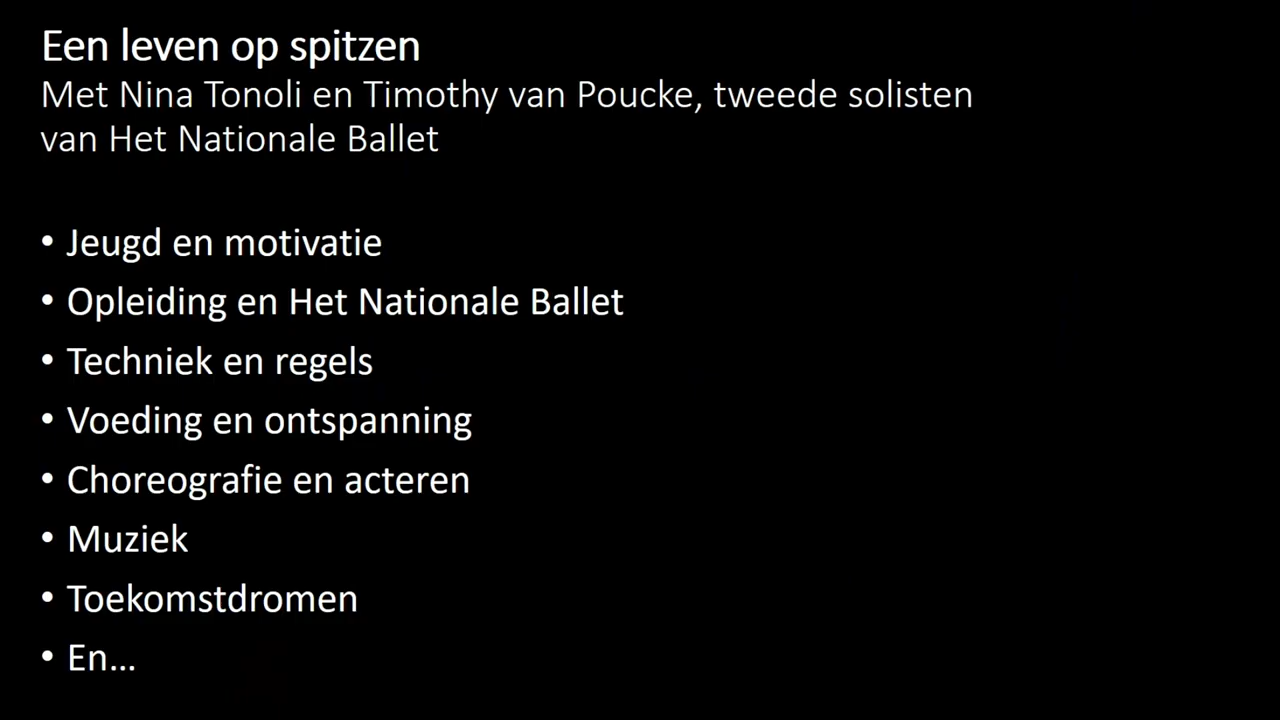 Een leven op spitzen
Met Nina Tonoli en Timothy van Poucke, tweede solisten
van Het Nationale Ballet
• Jeugd en motivatie
• Opleiding en Het Nationale Ballet
• Techniek en regels
• Voeding en ontspanning
• Choreografie en acteren
• Muziek
• Toekomstdromen
• En...